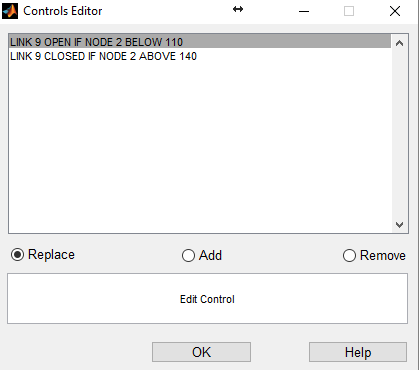 Controls Editor
LINK 9 OPEN IF NODE 2 BELOW 110
LINK 9 CLOSED IF NODE 2 ABOVE 140
Replace Add Remove
Edit Control
OK Help